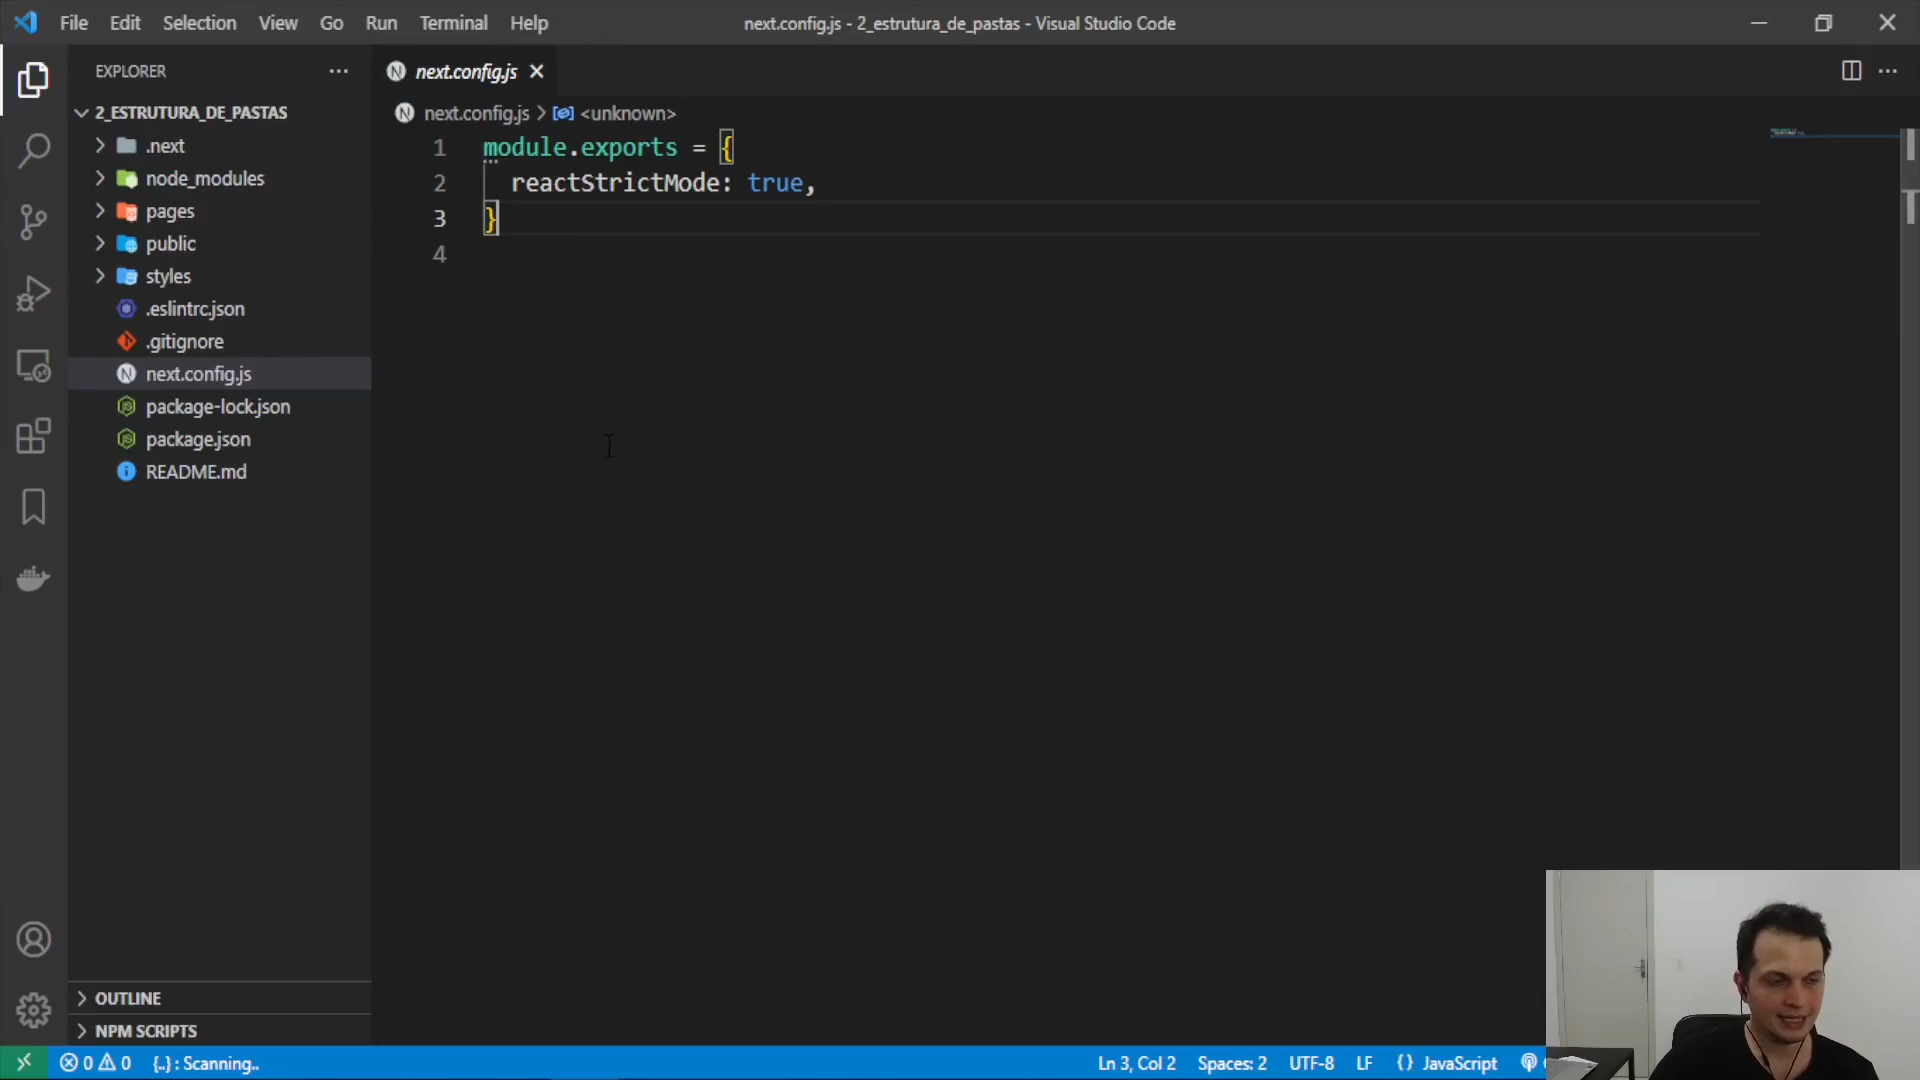 File Edit Selection View Go Run Terminal Help
next.config.js - 2_estrutura_de_pastas - Visual Studio Code
EXPLORER
next.config.js
2_ESTRUTURA_DE_PASTAS
next.config.js > <unknown>
.next
node_modules
pages
public
styles
.eslintrc.json
.gitignore
next.config.js
package-lock.json
package.json
README.md
1 module.exports = {
2 reactStrictMode: true,
3 }
4
OUTLINE
NPM SCRIPTS
0 0 {..} : Scanning..
Ln 3, Col 2 Spaces: 2 UTF-8 LF {} JavaScript